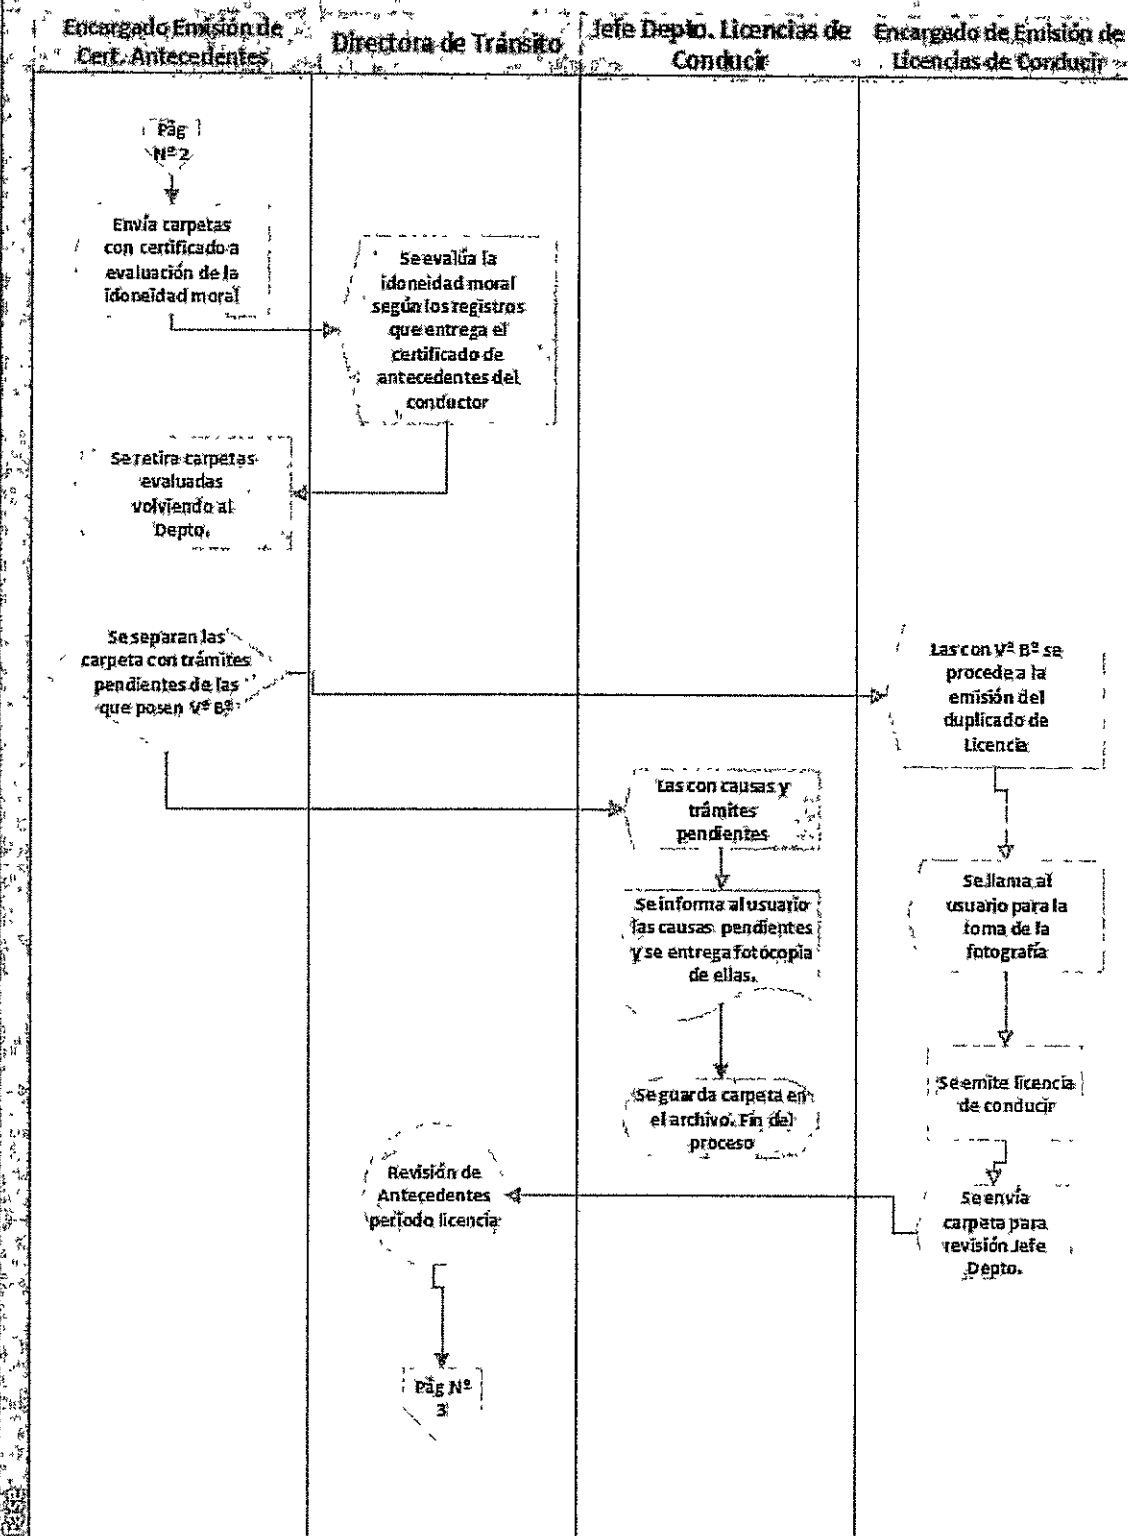 Encargado Emisión de
Cert. Antecedentes
Directora de Tránsito
Jefe Depto. Licencias de
Conducir
Encargado de Emisión de
Licencias de Conducir
Pág
Nº 2
Envía carpetas
con certificado a
evaluación de la
idoneidad moral
Se evalúa la
idoneidad moral
según los registros
que entrega el
certificado de
antecedentes del
conductor
Se retira carpetas
evaluadas
volviendo al
Depto.
Se separan las
carpeta con trámites
pendientes de las
que posen Vº Bº
Las con Vº Bº se
procede a la
emisión del
duplicado de
Licencia
Las con causas y
trámites
pendientes
Se informa al usuario
las causas pendientes
y se entrega fotocopia
de ellas.
Se guarda carpeta en
el archivo. Fin del
proceso
Se llama al
usuario para la
toma de la
fotografía
Se emite licencia
de conducir
Se envía
carpeta para
revisión Jefe
Depto.
Revisión de
Antecedentes
período licencia
Pág Nº
3